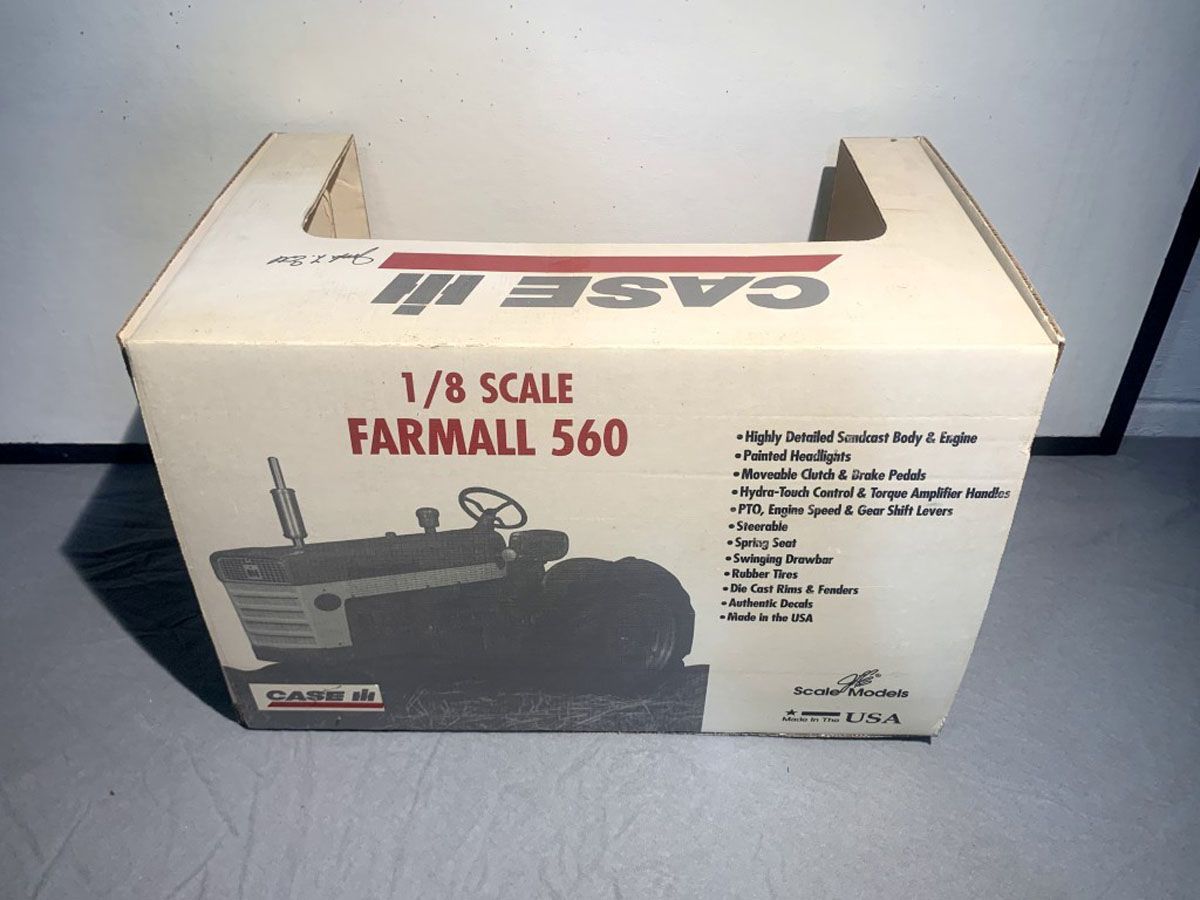 CASE IH
1/8 SCALE
FARMALL 560
• Highly Detailed Sandcast Body & Engine
• Painted Headlights
• Moveable Clutch & Brake Pedals
• Hydra-Touch Control & Torque Amplifier Handles
• PTO, Engine Speed & Gear Shift Levers
• Steerable
• Spring Seat
• Swinging Drawbar
• Rubber Tires
• Die Cast Rims & Fenders
• Authentic Decals
• Made in the USA
CASE IH
Scale Models
Made In The USA